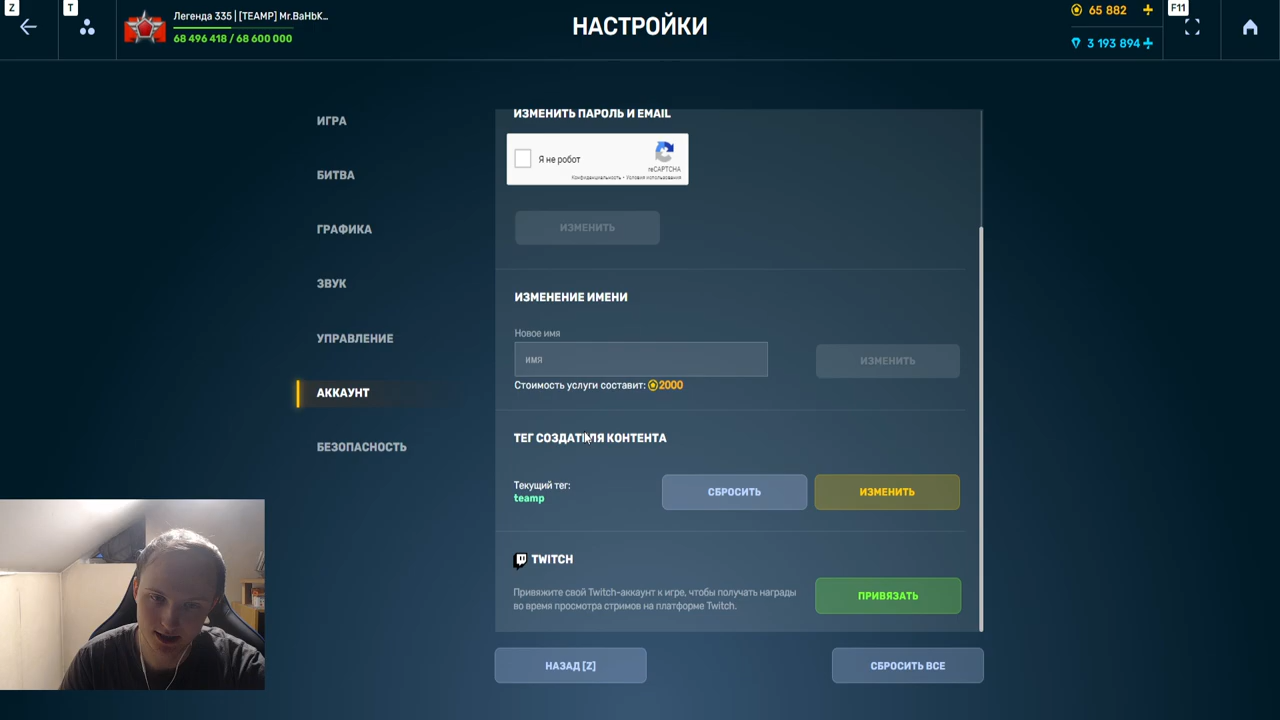 Z
T
Легенда 335 | [TEAMP] Mr.BaHbK...
68 496 418 / 68 600 000
НАСТРОЙКИ
65 882 +
3 193 894 +
F11
ИГРА
БИТВА
ГРАФИКА
ЗВУК
УПРАВЛЕНИЕ
АККАУНТ
БЕЗОПАСНОСТЬ
ИЗМЕНИТЬ ПАРОЛЬ И EMAIL
Я не робот
reCAPTCHA
Конфиденциальность • Условия использования
ИЗМЕНИТЬ
ИЗМЕНЕНИЕ ИМЕНИ
Новое имя
имя
ИЗМЕНИТЬ
Стоимость услуги составит: 2000
ТЕГ СОЗДАТЕЛЯ КОНТЕНТА
Текущий тег:
teamp
СБРОСИТЬ
ИЗМЕНИТЬ
TWITCH
Привяжите свой Twitch-аккаунт к игре, чтобы получать награды
во время просмотра стримов на платформе Twitch.
ПРИВЯЗАТЬ
НАЗАД [Z]
СБРОСИТЬ ВСЕ